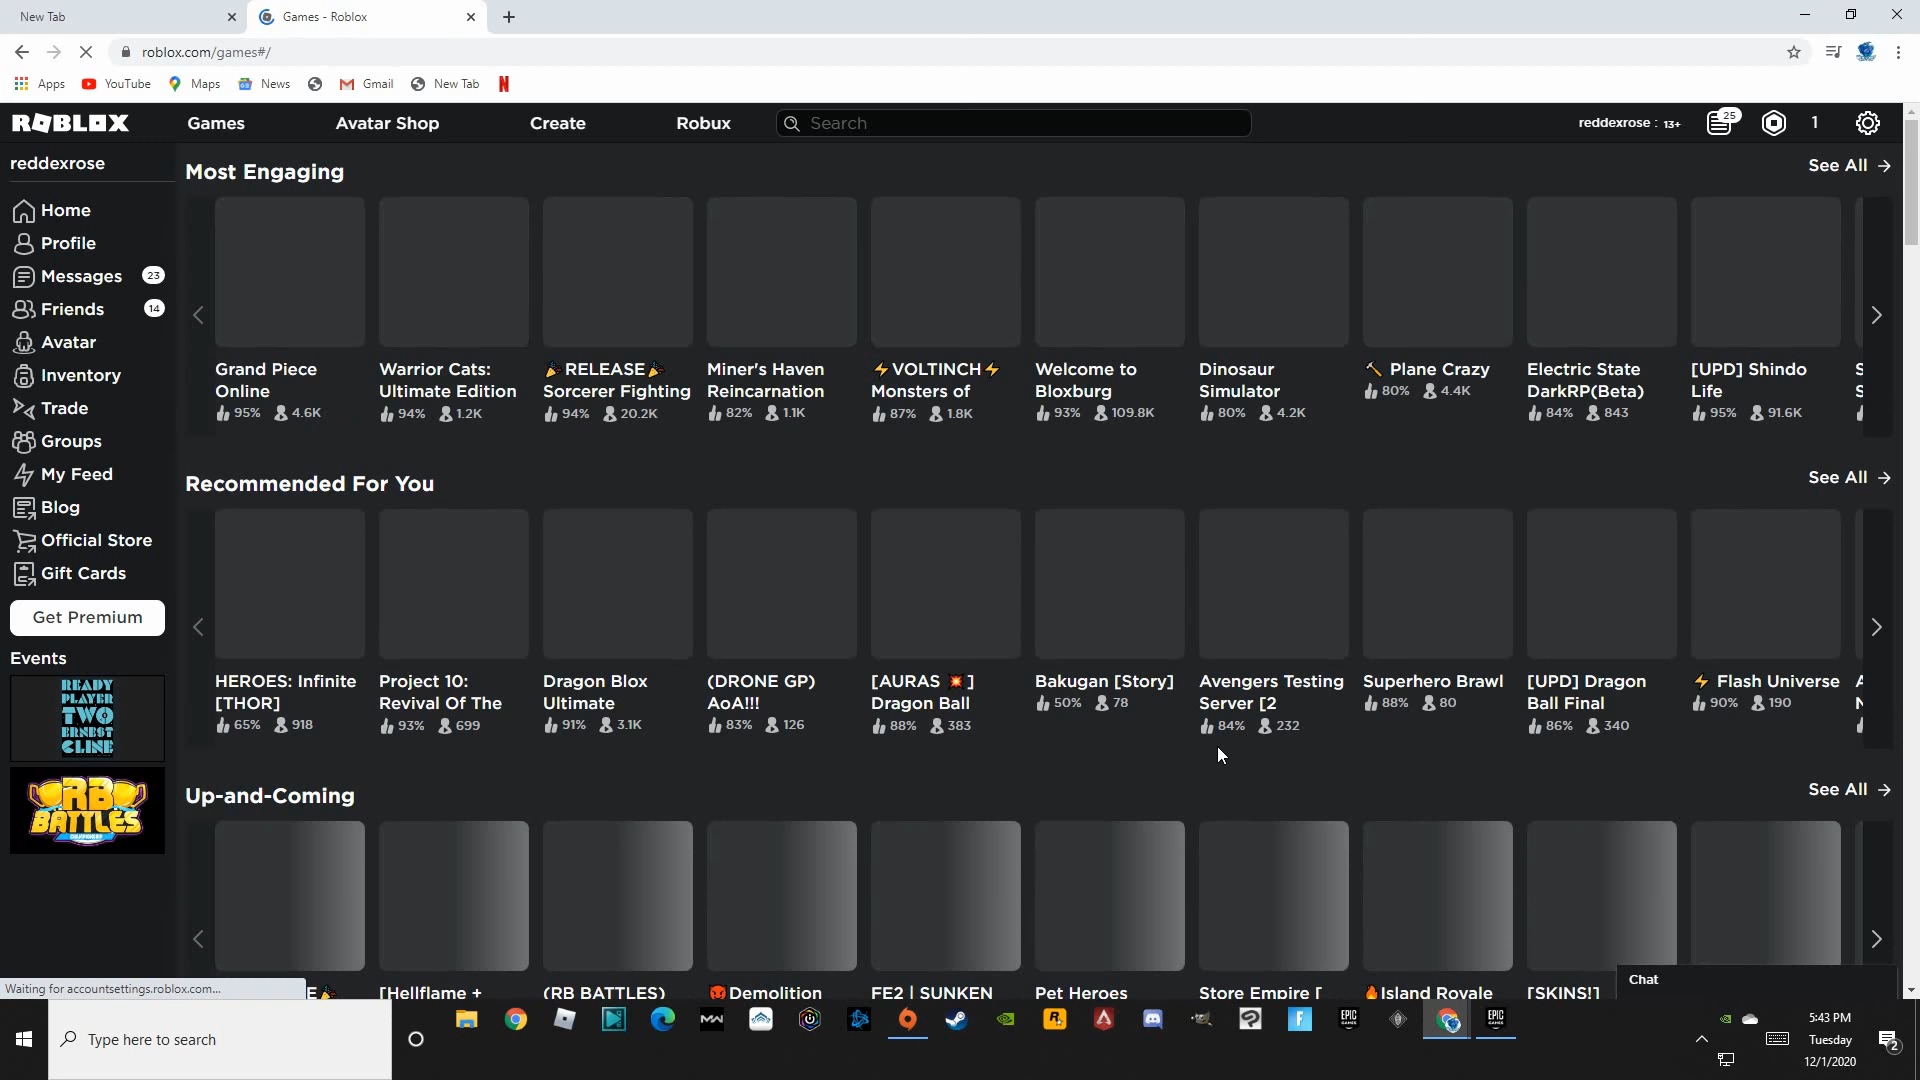 New Tab
Games - Roblox
roblox.com/games#/
Apps
YouTube
Maps
News
Gmail
New Tab
ROBLOX
Games
Avatar Shop
Create
Robux
Search
reddexrose : 13+
25
1
reddexrose
Home
Profile
Messages
23
Friends
14
Avatar
Inventory
Trade
Groups
My Feed
Blog
Official Store
Gift Cards
Get Premium
Events
READY
PLAYER
TWO
ERNEST
CLINE
RB
BATTLES
CHAMPIONSHIP
Most Engaging
See All
Grand Piece
Online
95% 4.6K
Warrior Cats:
Ultimate Edition
94% 1.2K
🎉RELEASE🎉
Sorcerer Fighting
94% 20.2K
Miner's Haven
Reincarnation
82% 1.1K
⚡VOLTINCH⚡
Monsters of
87% 1.8K
Welcome to
Bloxburg
93% 109.8K
Dinosaur
Simulator
80% 4.2K
🔨 Plane Crazy
80% 4.4K
Electric State
DarkRP(Beta)
84% 843
[UPD] Shindo
Life
95% 91.6K
Recommended For You
See All
HEROES: Infinite
[THOR]
65% 918
Project 10:
Revival Of The
93% 699
Dragon Blox
Ultimate
91% 3.1K
(DRONE GP)
AoA!!!
83% 126
[AURAS 💥]
Dragon Ball
88% 383
Bakugan [Story]
50% 78
Avengers Testing
Server [2
84% 232
Superhero Brawl
88% 80
[UPD] Dragon
Ball Final
86% 340
⚡ Flash Universe
90% 190
Up-and-Coming
See All
E🎉
[Hellflame +
(RB BATTLES)
👿Demolition
FE2 | SUNKEN
Pet Heroes
Store Empire [
🔥Island Royale
[SKINS!]
Chat
Waiting for accountsettings.roblox.com...
Type here to search
MW
EPIC
GAMES
EPIC
GAMES
5:43 PM
Tuesday
12/1/2020
2